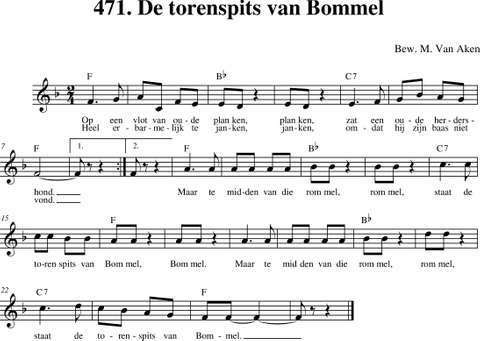 471. De torenspits van Bommel
Bew. M. Van Aken
F B♭ C7
2 4
Op een vlot van ou - de plan ken, plan ken, zat een ou - de her - ders -
Heel er - bar - me - lijk te jan - ken, jan - ken, om - dat hij zijn baas niet
7 F 1. 2. F B♭ C7
hond. Maar te mid - den van die rom mel, rom mel, staat de
vond.
15 F B♭
to - ren spits van Bom mel, Bom mel. Maar te mid den van die rom mel, rom mel,
22 C7 F
staat de to - ren - spits van Bom - mel.